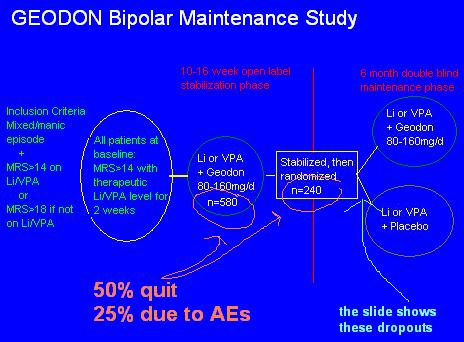 GEODON Bipolar Maintenance Study
10-16 week open label
stabilization phase
6 month double blind
maintenance phase
Inclusion Criteria
Mixed/manic
episode
+
MRS>14 on
Li/VPA
or
MRS>18 if not
on Li/VPA
All patients at
baseline:
MRS>14 with
therapeutic
Li/VPA level for
2 weeks
Li or VPA
+ Geodon
80-160mg/d
n=580
Stabilized, then
randomized
n=240
Li or VPA
+ Geodon
80-160mg/d
Li or VPA
+ Placebo
50% quit
25% due to AEs
the slide shows
these dropouts